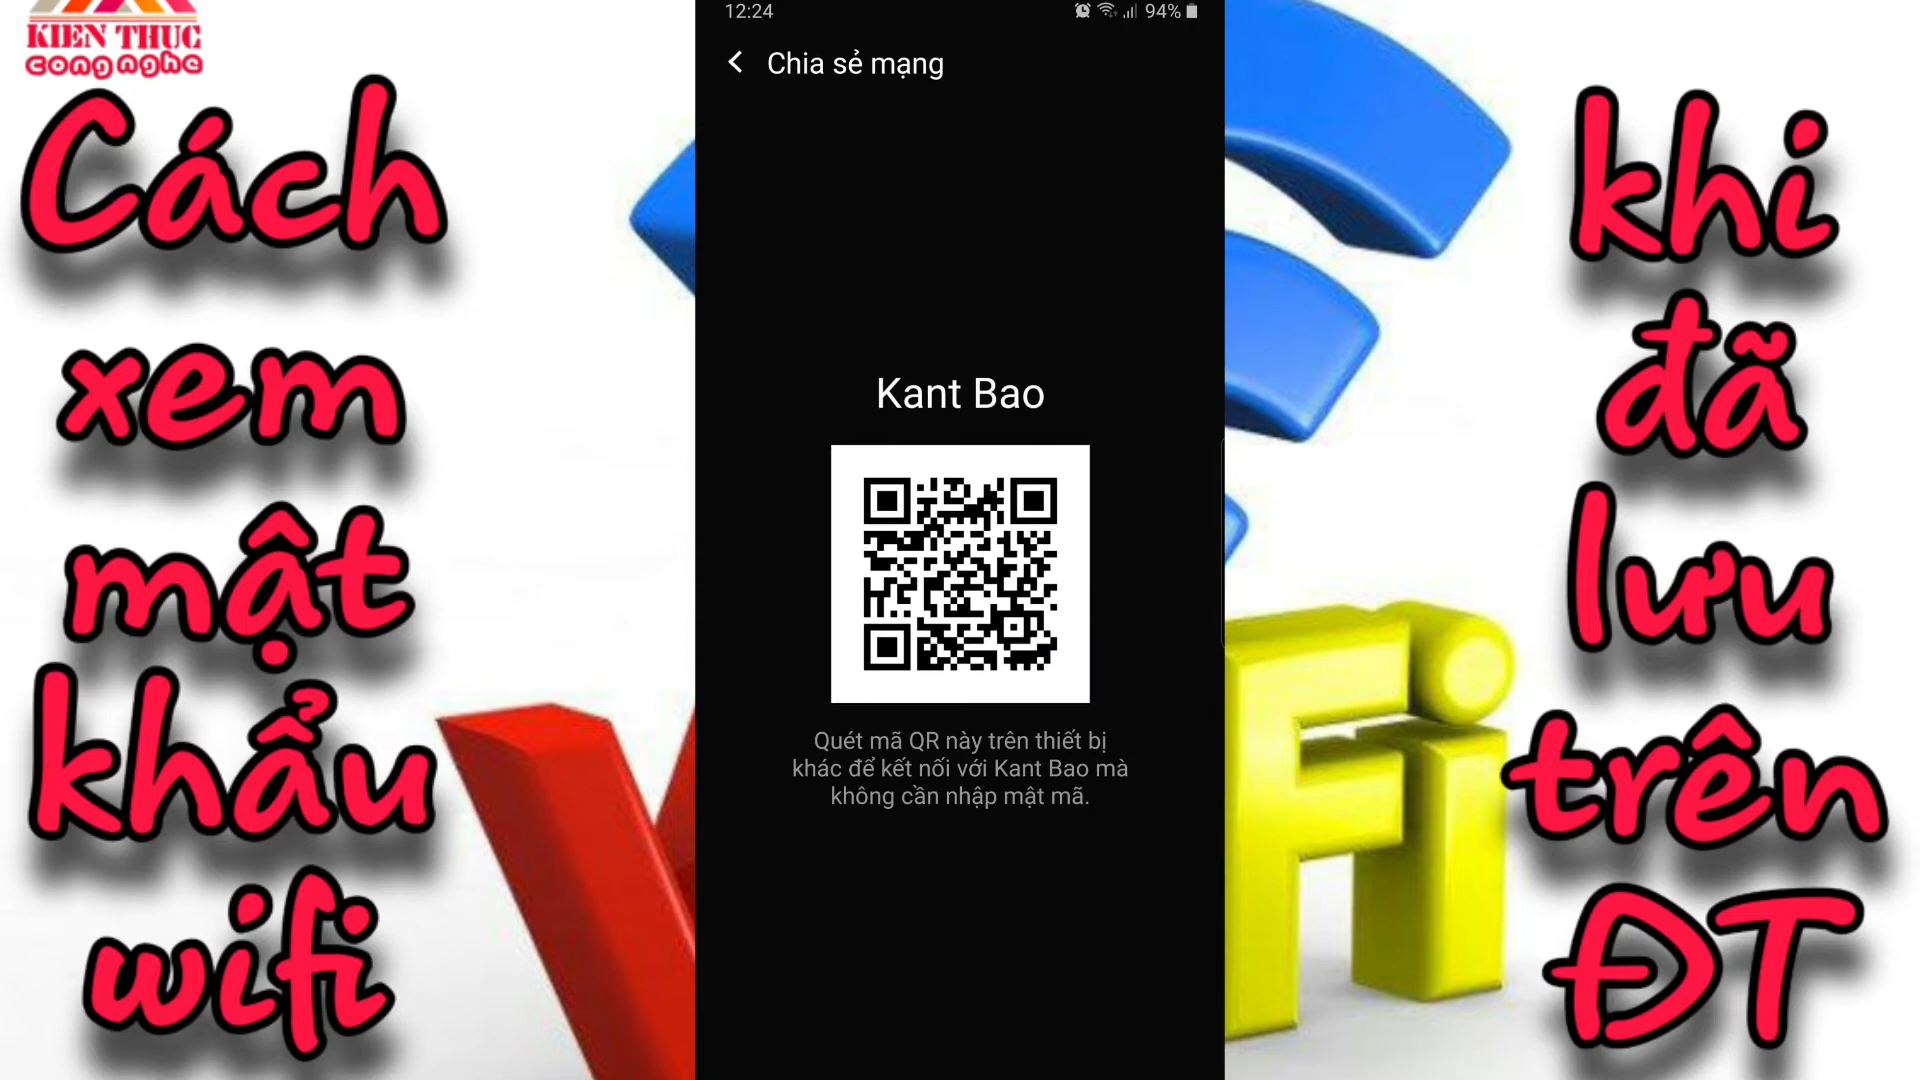 KIEN THUC
cong nghe
Cách
xem
mật
khẩu
wifi
12:24
94%
Chia sẻ mạng
Kant Bao
Quét mã QR này trên thiết bị
khác để kết nối với Kant Bao mà
không cần nhập mật mã.
Fi
khi
đã
lưu
trên
ĐT